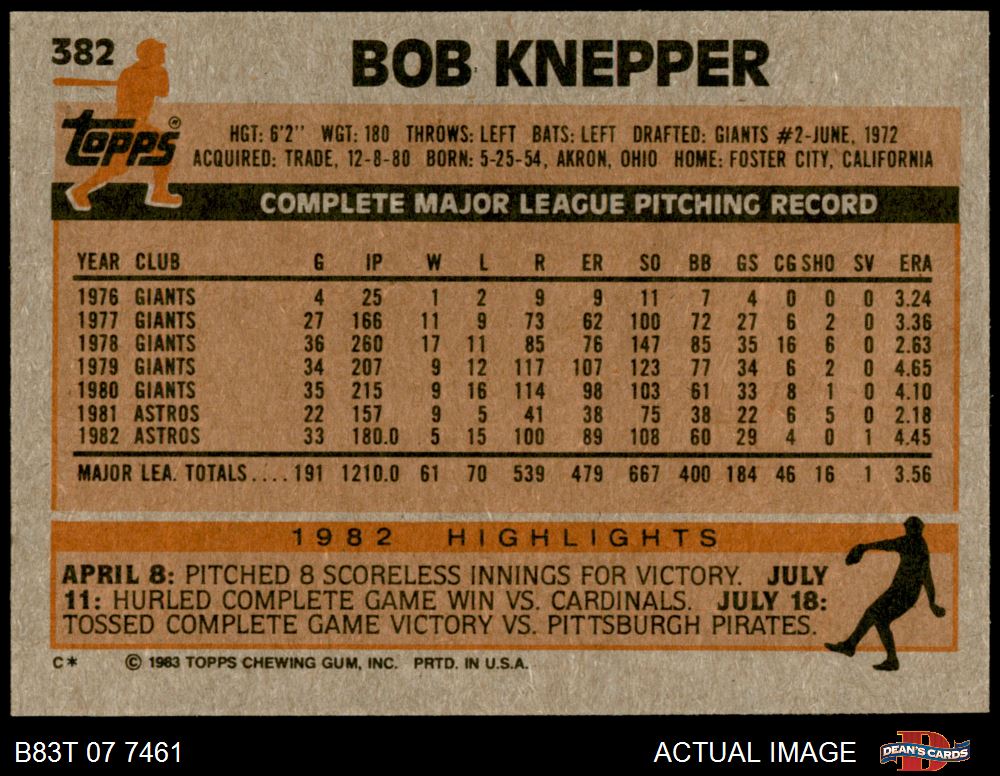 382
BOB KNEPPER
Topps®
HGT: 6'2" WGT: 180 THROWS: LEFT BATS: LEFT DRAFTED: GIANTS #2-JUNE, 1972
ACQUIRED: TRADE, 12-8-80 BORN: 5-25-54, AKRON, OHIO HOME: FOSTER CITY, CALIFORNIA
COMPLETE MAJOR LEAGUE PITCHING RECORD
YEAR CLUB G IP W L R ER SO BB GS CG SHO SV ERA
1976 GIANTS 4 25 1 2 9 9 11 7 4 0 0 0 3.24
1977 GIANTS 27 166 11 9 73 62 100 72 27 6 2 0 3.36
1978 GIANTS 36 260 17 11 85 76 147 85 35 16 6 0 2.63
1979 GIANTS 34 207 9 12 117 107 123 77 34 6 2 0 4.65
1980 GIANTS 35 215 9 16 114 98 103 61 33 8 1 0 4.10
1981 ASTROS 22 157 9 5 41 38 75 38 22 6 5 0 2.18
1982 ASTROS 33 180.0 5 15 100 89 108 60 29 4 0 1 4.45
MAJOR LEA. TOTALS....191 1210.0 61 70 539 479 667 400 184 46 16 1 3.56
1982 HIGHLIGHTS
APRIL 8: PITCHED 8 SCORELESS INNINGS FOR VICTORY. JULY
11: HURLED COMPLETE GAME WIN VS. CARDINALS. JULY 18:
TOSSED COMPLETE GAME VICTORY VS. PITTSBURGH PIRATES.
C* © 1983 TOPPS CHEWING GUM, INC. PRTD. IN U.S.A.
B83T 07 7461 ACTUAL IMAGE D DEAN'S CARDS